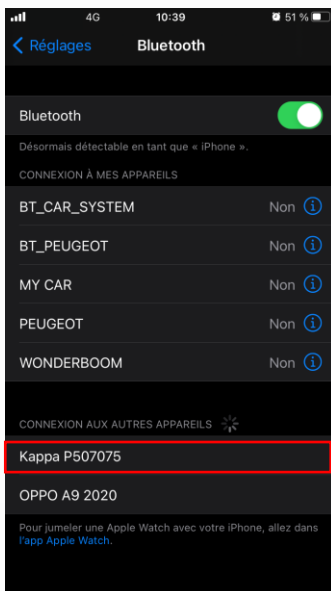 4G 10:39 51 %
Réglages Bluetooth
Bluetooth
Désormais détectable en tant que « iPhone ».
CONNEXION À MES APPAREILS
BT_CAR_SYSTEM Non
BT_PEUGEOT Non
MY CAR Non
PEUGEOT Non
WONDERBOOM Non
CONNEXION AUX AUTRES APPAREILS
Kappa P507075
OPPO A9 2020
Pour jumeler une Apple Watch avec votre iPhone, allez dans
l'app Apple Watch.